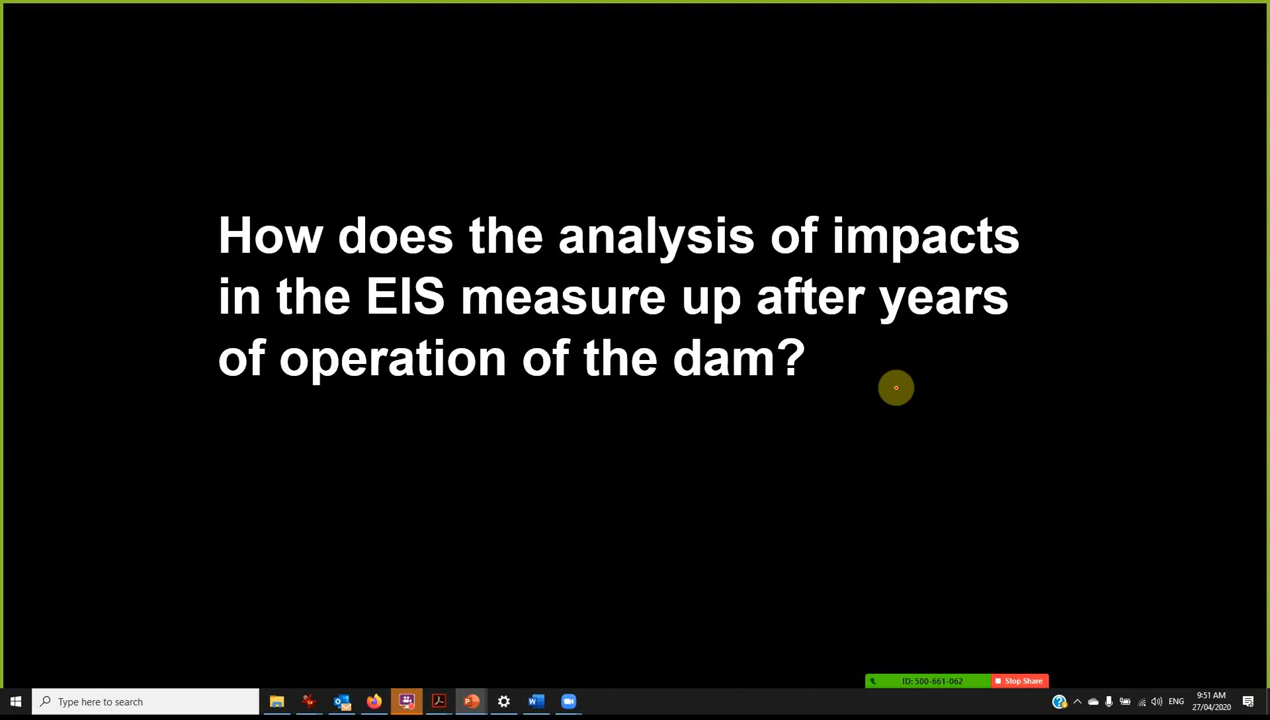 How does the analysis of impacts
in the EIS measure up after years
of operation of the dam?
ID: 500-661-062
Stop Share
Type here to search
ENG
9:51 AM
27/04/2020